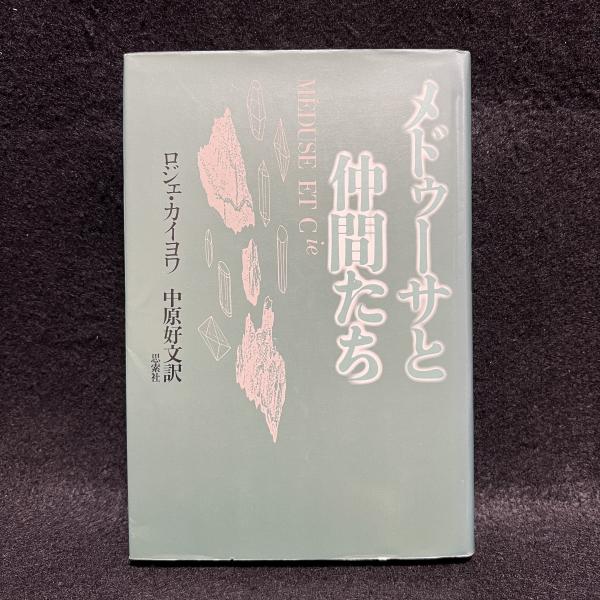 メドゥーサと
仲間たち
MÉDUSE ET Cie
ロジェ・カイヨワ
中原好文訳
思索社